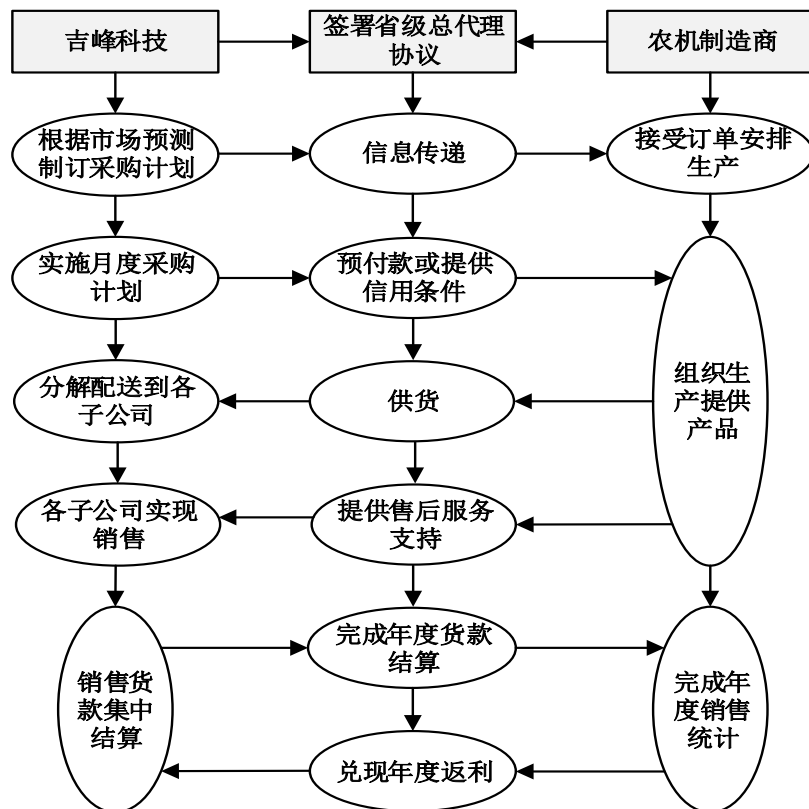 吉峰科技
签署省级总代理
协议
农机制造商
根据市场预测
制订采购计划
信息传递
接受订单安排
生产
实施月度采购
计划
预付款或提供
信用条件
组织生
产提供
产品
分解配送到各
子公司
供货
各子公司实现
销售
提供售后服务
支持
销售货
款集中
结算
完成年度货款
结算
完成年
度销售
统计
兑现年度返利